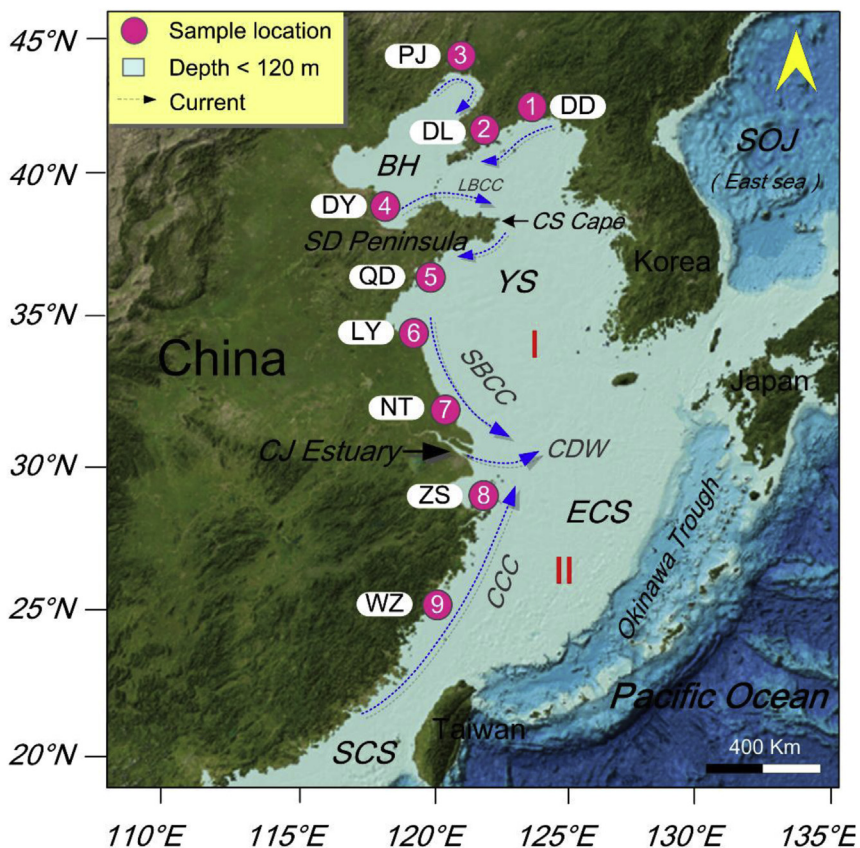 45°N
40°N
35°N
30°N
25°N
20°N
Sample location
Depth < 120 m
Current
PJ 3
1 DD
DL 2
BH
SOJ
( East sea )
LBCC
DY 4
CS Cape
SD Peninsula
Korea
QD 5
YS
LY 6
I
China
SBCC
Japan
NT 7
CJ Estuary
CDW
ZS 8
ECS
Okinawa Trough
II
CCC
WZ 9
Pacific Ocean
Taiwan
SCS
400 Km
110°E 115°E 120°E 125°E 130°E 135°E